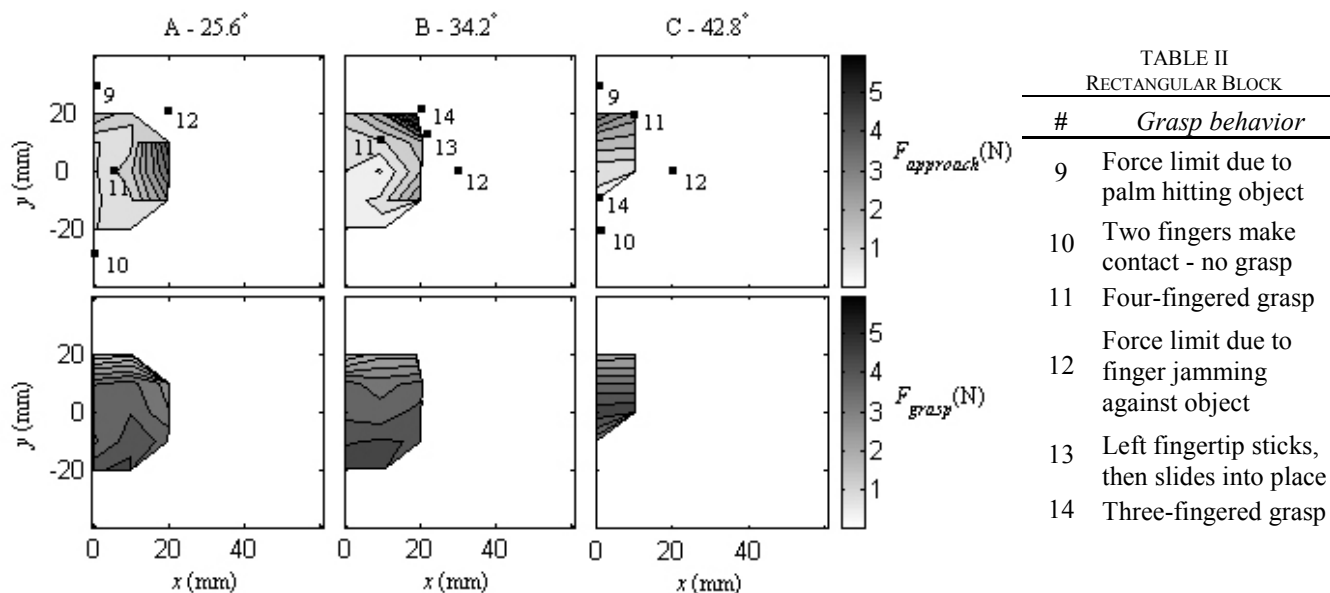 A - 25.6°
B - 34.2°
C - 42.8°
y (mm)
20
0
-20
9
12
11
10
14
13
11
12
9
11
12
14
10
5
4
3
2
1
F_approach (N)
y (mm)
20
0
-20
0
20
40
x (mm)
0
20
40
x (mm)
0
20
40
x (mm)
5
4
3
2
1
F_grasp (N)
TABLE II
RECTANGULAR BLOCK
# Grasp behavior
9 Force limit due to
palm hitting object
10 Two fingers make
contact - no grasp
11 Four-fingered grasp
12 Force limit due to
finger jamming
against object
13 Left fingertip sticks,
then slides into place
14 Three-fingered grasp